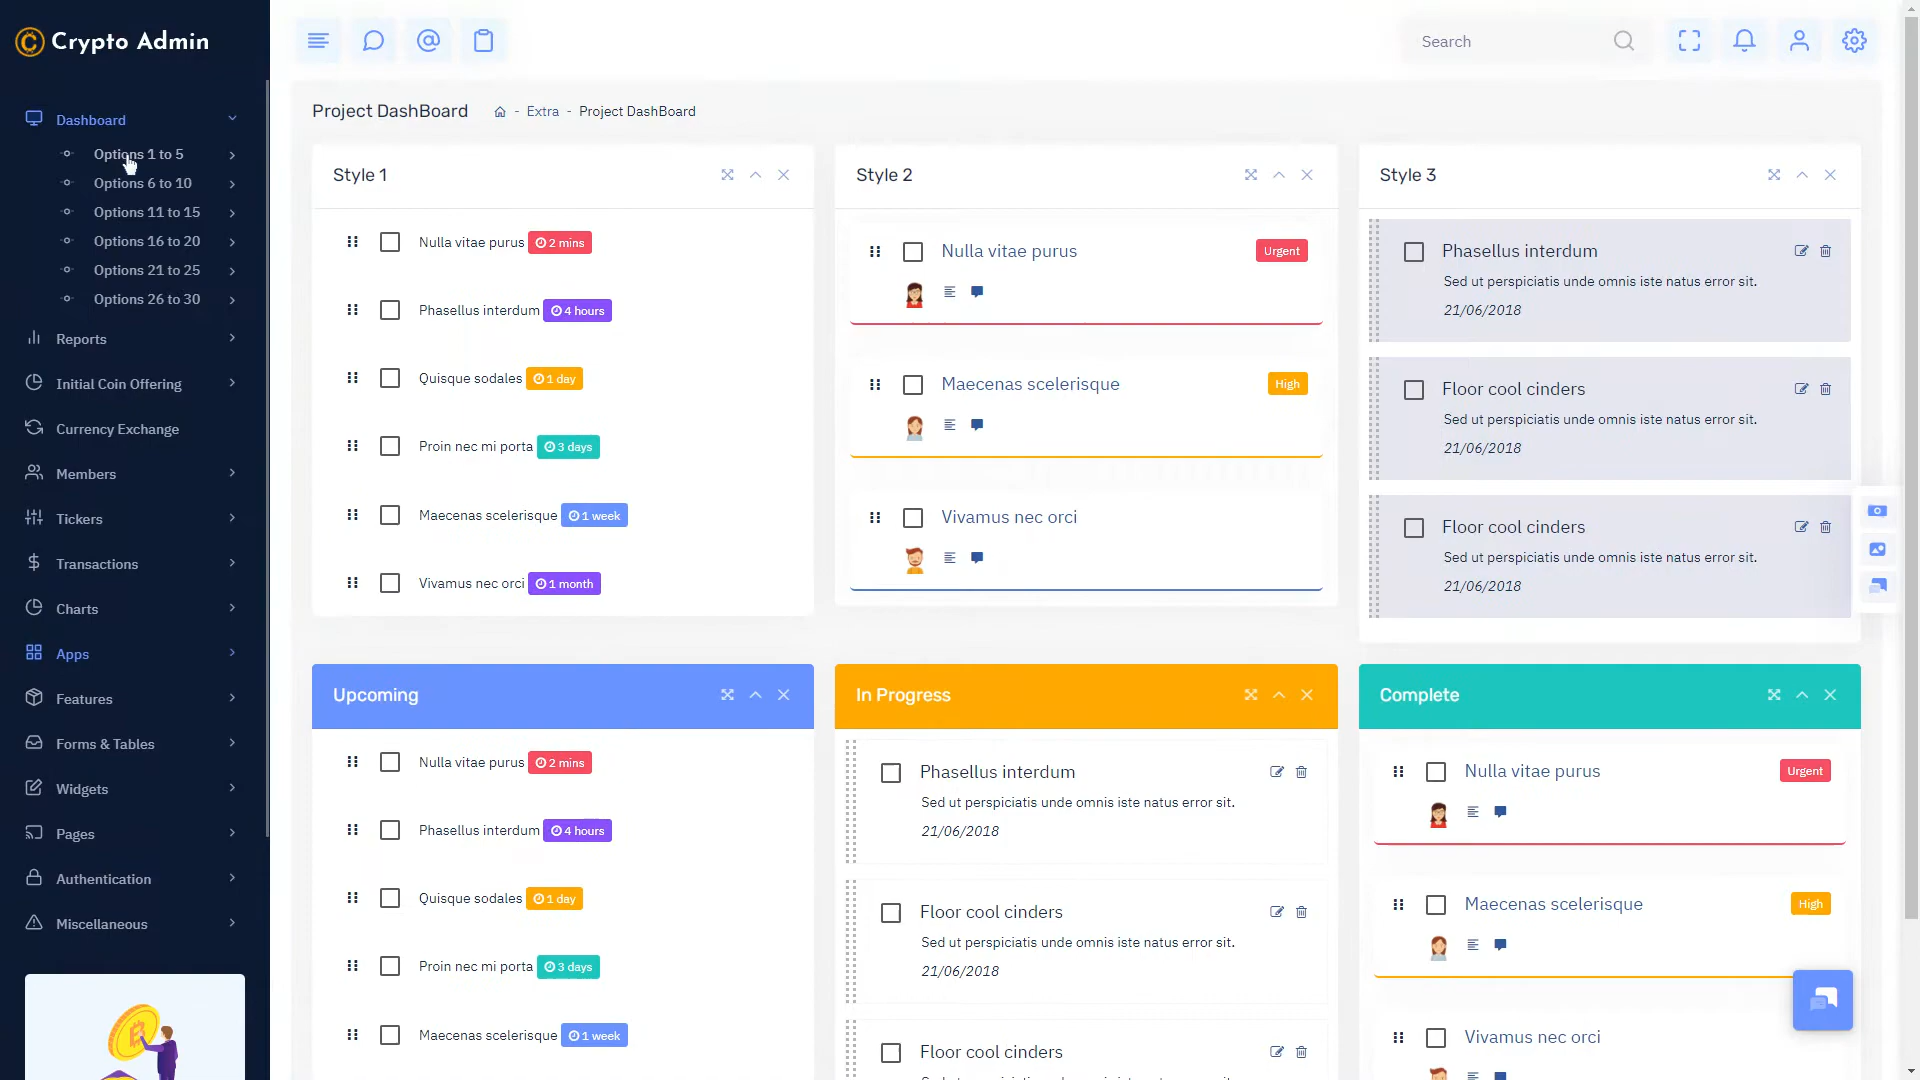 Crypto Admin
Search
Dashboard
Options 1 to 5
Options 6 to 10
Options 11 to 15
Options 16 to 20
Options 21 to 25
Options 26 to 30
Reports
Initial Coin Offering
Currency Exchange
Members
Tickers
Transactions
Charts
Apps
Features
Forms & Tables
Widgets
Pages
Authentication
Miscellaneous
Project DashBoard
- Extra - Project DashBoard
Style 1
Nulla vitae purus 2 mins
Phasellus interdum 4 hours
Quisque sodales 1 day
Proin nec mi porta 3 days
Maecenas scelerisque 1 week
Vivamus nec orci 1 month
Style 2
Nulla vitae purus Urgent
Maecenas scelerisque High
Vivamus nec orci
Style 3
Phasellus interdum
Sed ut perspiciatis unde omnis iste natus error sit.
21/06/2018
Floor cool cinders
Sed ut perspiciatis unde omnis iste natus error sit.
21/06/2018
Floor cool cinders
Sed ut perspiciatis unde omnis iste natus error sit.
21/06/2018
Upcoming
Nulla vitae purus 2 mins
Phasellus interdum 4 hours
Quisque sodales 1 day
Proin nec mi porta 3 days
Maecenas scelerisque 1 week
In Progress
Phasellus interdum
Sed ut perspiciatis unde omnis iste natus error sit.
21/06/2018
Floor cool cinders
Sed ut perspiciatis unde omnis iste natus error sit.
21/06/2018
Floor cool cinders
Complete
Nulla vitae purus Urgent
Maecenas scelerisque High
Vivamus nec orci